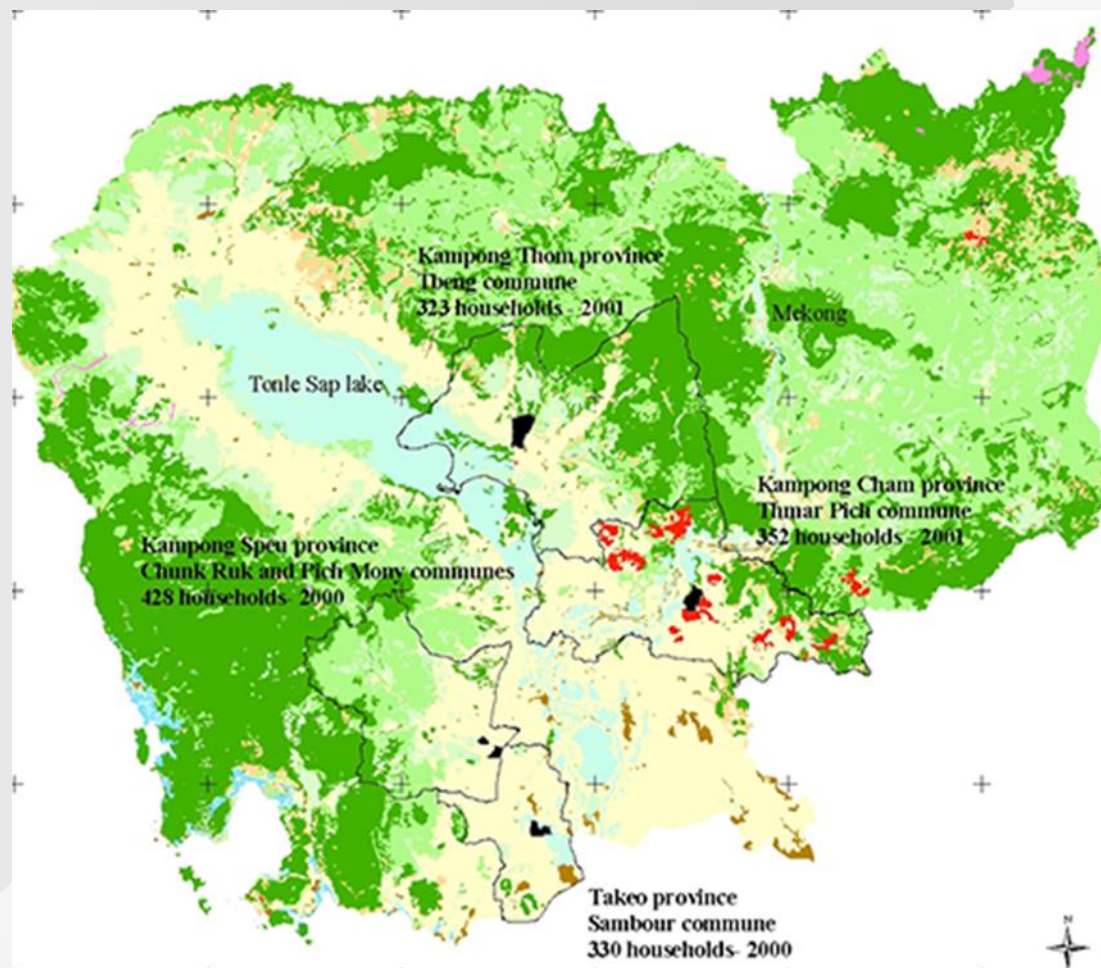 Kampong Thom province
Tbeng commune
323 households - 2001
Mekong
Tonle Sap lake
Kampong Cham province
Thmar Pich commune
352 households - 2001
Kampong Speu province
Chunk Ruk and Pich Mony communes
428 households- 2000
Takeo province
Sambour commune
330 households- 2000
N